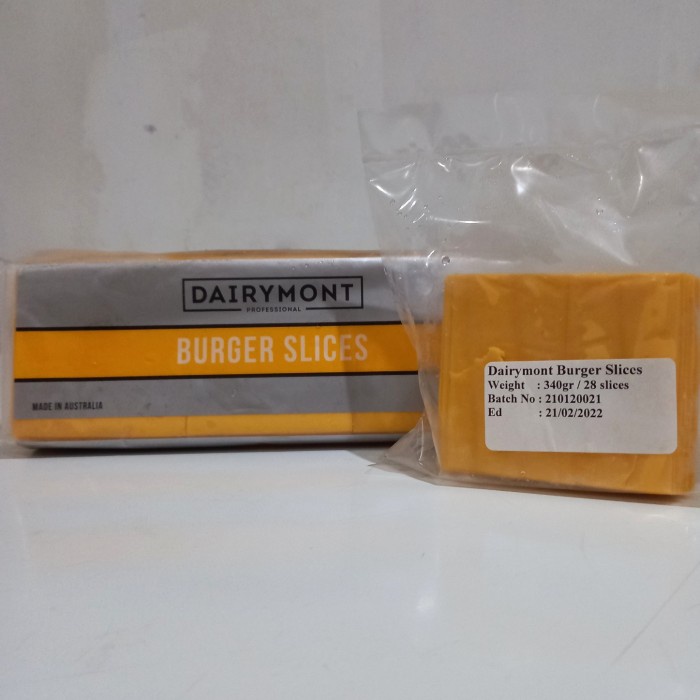 DAIRYMONT
PROFESSIONAL
BURGER SLICES
MADE IN AUSTRALIA
Dairymont Burger Slices
Weight : 340gr / 28 slices
Batch No : 210120021
Ed : 21/02/2022